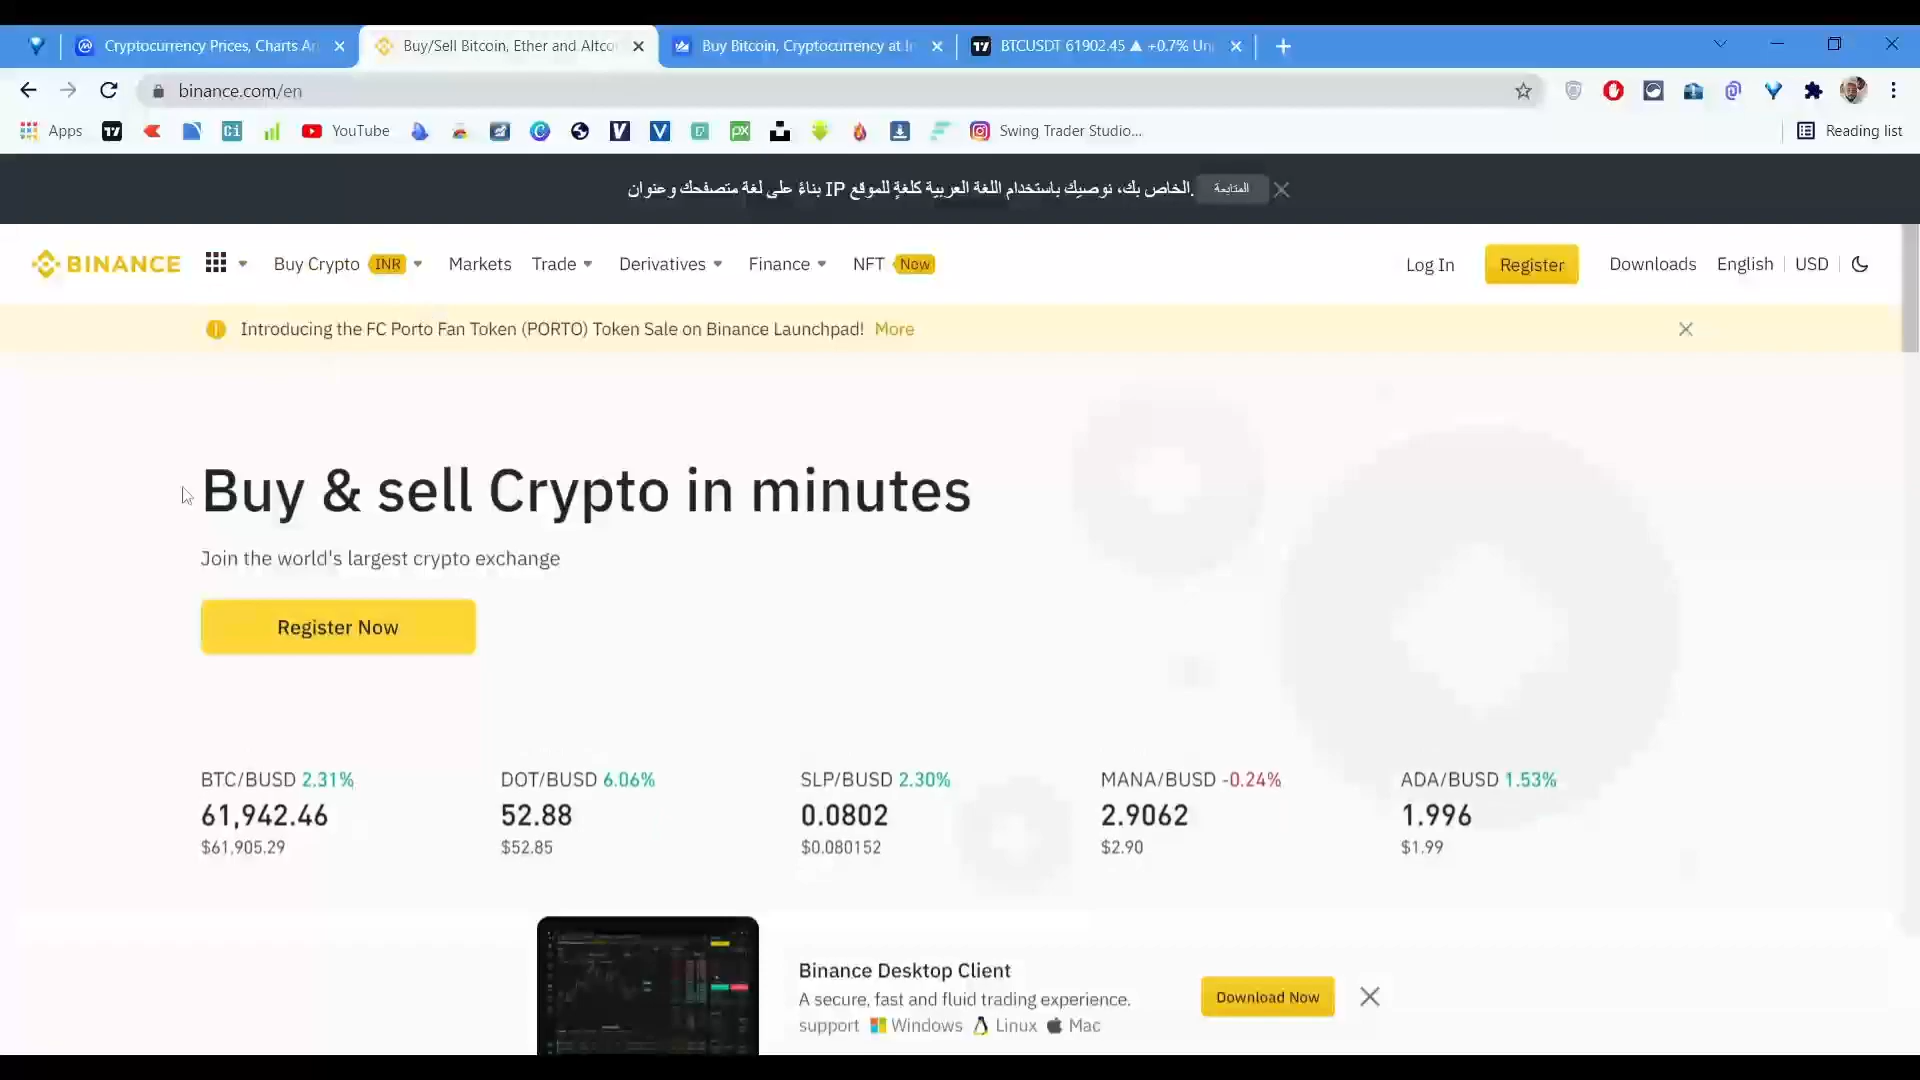 Cryptocurrency Prices, Charts Ar
Buy/Sell Bitcoin, Ether and Altco
Buy Bitcoin, Cryptocurrency at In
BTCUSDT 61902.45 ▲ +0.7% Un
binance.com/en
Apps
YouTube
Swing Trader Studio...
Reading list
الخاص بك، نوصيك باستخدام اللغة العربية كلغةٍ للموقع IP بناءً على لغة متصفحك وعنوان.
المتابعة
BINANCE
Buy Crypto INR
Markets
Trade
Derivatives
Finance
NFT New
Log In
Register
Downloads
English
USD
Introducing the FC Porto Fan Token (PORTO) Token Sale on Binance Launchpad! More
Buy & sell Crypto in minutes
Join the world's largest crypto exchange
Register Now
BTC/BUSD 2.31%
61,942.46
$61,905.29
DOT/BUSD 6.06%
52.88
$52.85
SLP/BUSD 2.30%
0.0802
$0.080152
MANA/BUSD -0.24%
2.9062
$2.90
ADA/BUSD 1.53%
1.996
$1.99
Binance Desktop Client
A secure, fast and fluid trading experience.
support Windows Linux Mac
Download Now